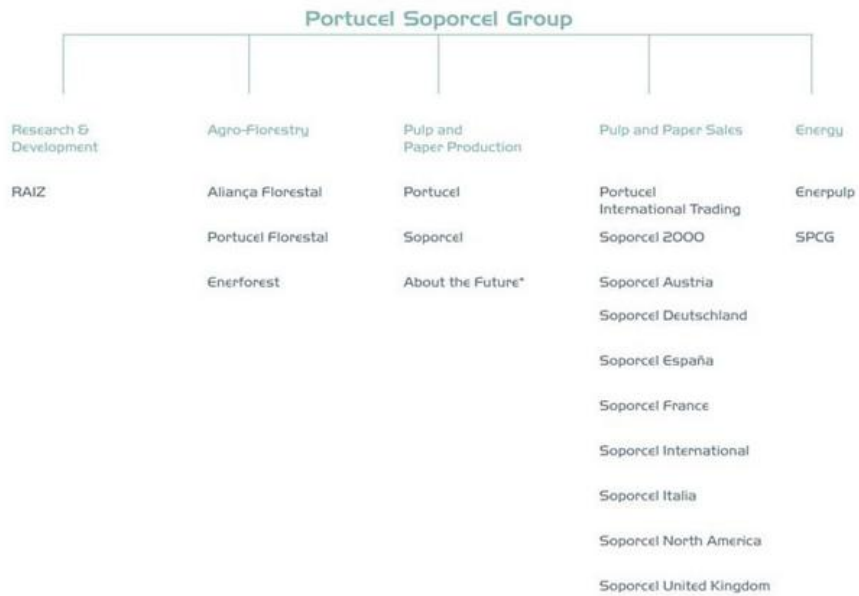 Portucel Soporcel Group
Research &
Development
RAIZ
Agro-Florestry
Aliança Florestal
Portucel Florestal
Enerforest
Pulp and
Paper Production
Portucel
Soporcel
About the Future*
Pulp and Paper Sales
Portucel
International Trading
Soporcel 2000
Soporcel Austria
Soporcel Deutschland
Soporcel España
Soporcel France
Soporcel International
Soporcel Italia
Soporcel North America
Soporcel United Kingdom
Energy
Enerpulp
SPCG